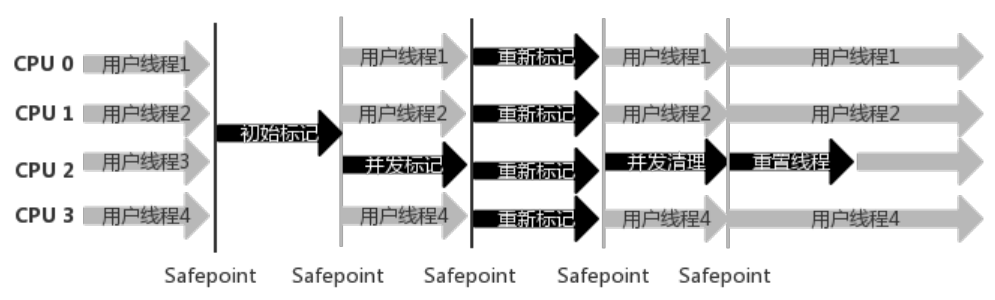 CPU 0 用户线程1 用户线程1 重新标记 用户线程1 用户线程1
CPU 1 用户线程2 用户线程2 重新标记 用户线程2 用户线程2
初始标记
CPU 2 用户线程3 并发标记 重新标记 并发清理 重置线程
CPU 3 用户线程4 用户线程4 重新标记 用户线程4 用户线程4
Safepoint Safepoint Safepoint Safepoint Safepoint